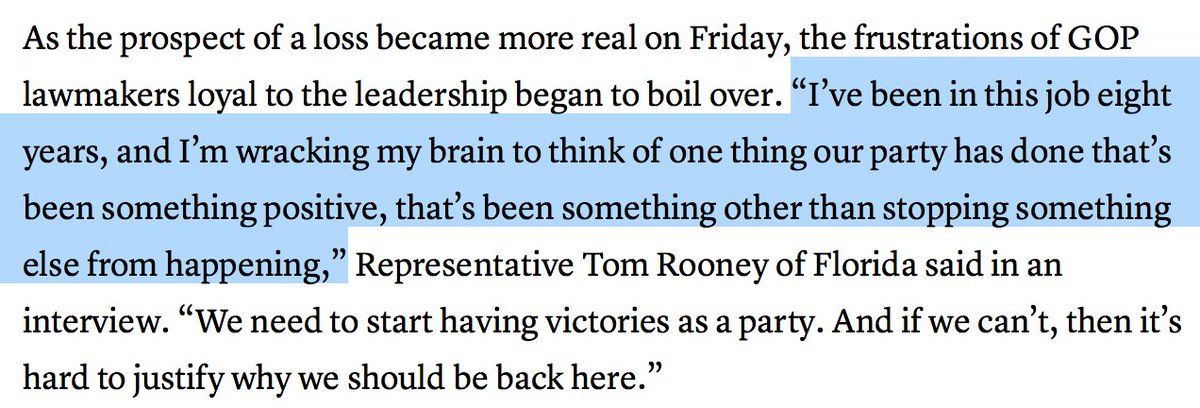 As the prospect of a loss became more real on Friday, the frustrations of GOP
lawmakers loyal to the leadership began to boil over. “I’ve been in this job eight
years, and I’m wracking my brain to think of one thing our party has done that’s
been something positive, that’s been something other than stopping something
else from happening,” Representative Tom Rooney of Florida said in an
interview. “We need to start having victories as a party. And if we can’t, then it’s
hard to justify why we should be back here.”